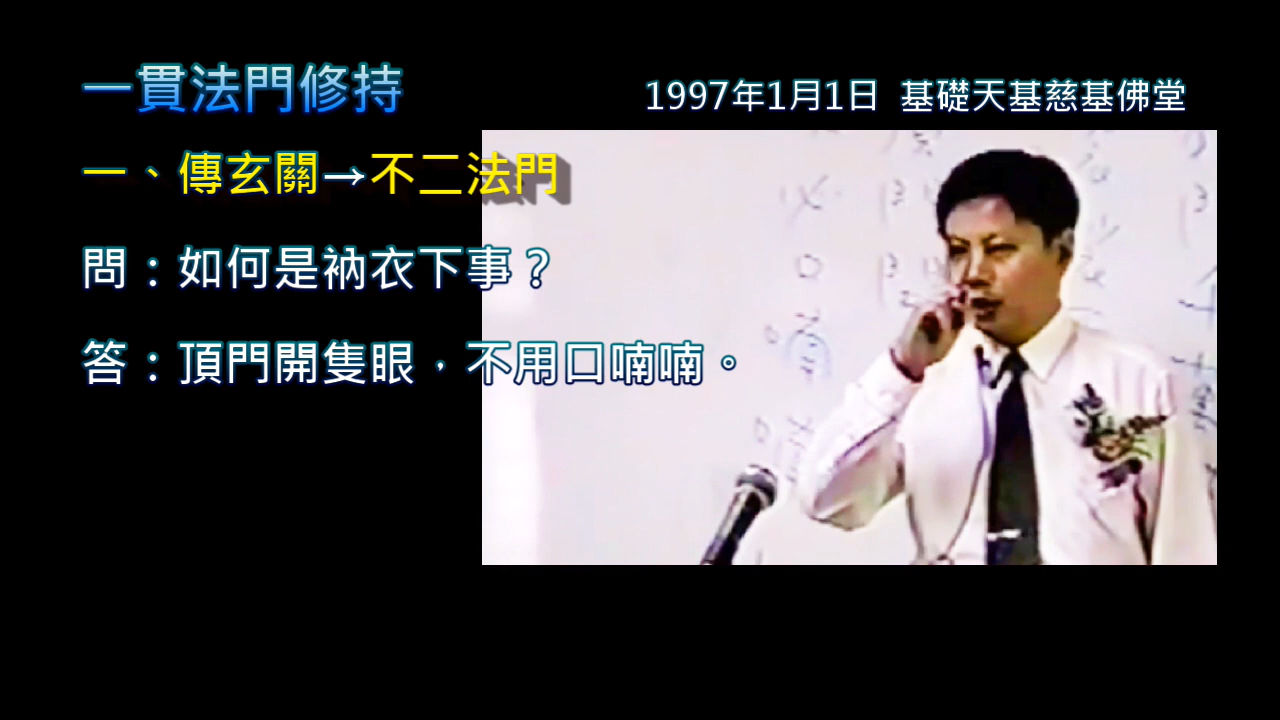 一貫法門修持
1997年1月1日 基礎天基慈基佛堂
一、傳玄關→不二法門
問：如何是衲衣下事？
答：頂門開隻眼，不用口喃喃。